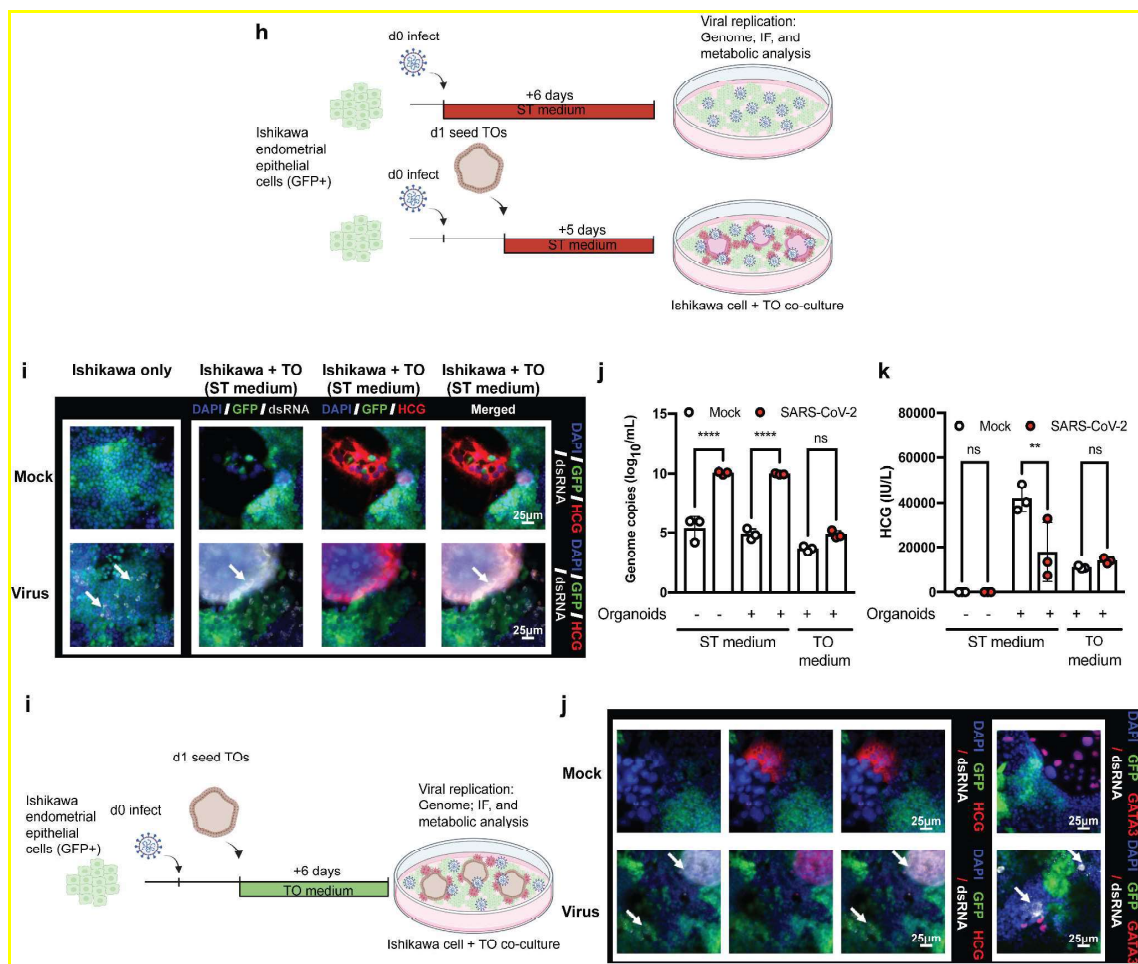 h
d0 infect
+6 days
ST medium
Ishikawa
endometrial
epithelial
cells (GFP+)
d1 seed TOs
d0 infect
+5 days
ST medium
Viral replication:
Genome; IF, and
metabolic analysis
Ishikawa cell + TO co-culture
i
Ishikawa only
Ishikawa + TO
(ST medium)
Ishikawa + TO
(ST medium)
Ishikawa + TO
(ST medium)
DAPI / GFP / dsRNA
DAPI / GFP / HCG
Merged
Mock
25µm
DAPI / GFP / HCG
/ dsRNA
Virus
25µm
DAPI / GFP / HCG
/ dsRNA
j
Mock
SARS-CoV-2
Genome copies (log10/mL)
15
10
5
0
****
****
ns
Organoids
- - + + + +
ST medium
TO
medium
k
Mock
SARS-CoV-2
HCG (IU/L)
80000
60000
40000
20000
0
ns
**
ns
Organoids
- - + + + +
ST medium
TO
medium
i
d1 seed TOs
Ishikawa
endometrial
epithelial
cells (GFP+)
d0 infect
+6 days
TO medium
Viral replication:
Genome; IF, and
metabolic analysis
Ishikawa cell + TO co-culture
j
Mock
DAPI GFP HCG
/ dsRNA
25µm
DAPI GFP GATA3
/ dsRNA
Virus
25µm
DAPI GFP HCG
/ dsRNA
25µm
DAPI GFP GATA3
/ dsRNA
25µm